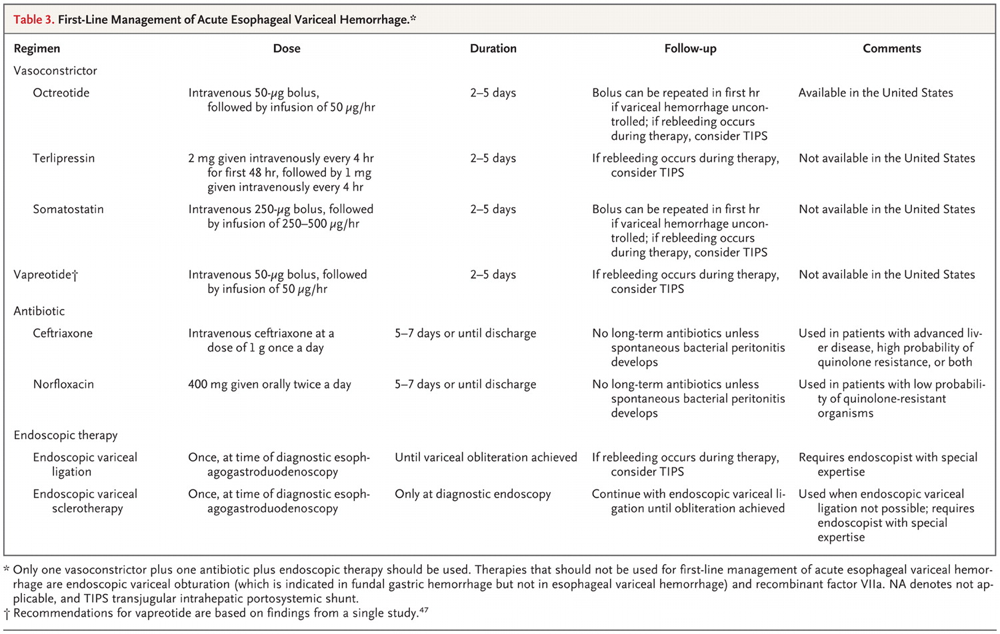 Table 3. First-Line Management of Acute Esophageal Variceal Hemorrhage.*
Regimen Dose Duration Follow-up Comments
Vasoconstrictor
Octreotide Intravenous 50-µg bolus, 2–5 days Bolus can be repeated in first hr Available in the United States
followed by infusion of 50 µg/hr if variceal hemorrhage uncon-
trolled; if rebleeding occurs
during therapy, consider TIPS
Terlipressin 2 mg given intravenously every 4 hr 2–5 days If rebleeding occurs during therapy, Not available in the United States
for first 48 hr, followed by 1 mg consider TIPS
given intravenously every 4 hr
Somatostatin Intravenous 250-µg bolus, followed 2–5 days Bolus can be repeated in first hr Not available in the United States
by infusion of 250–500 µg/hr if variceal hemorrhage uncon-
trolled; if rebleeding occurs
during therapy, consider TIPS
Vapreotide† Intravenous 50-µg bolus, followed 2–5 days If rebleeding occurs during therapy, Not available in the United States
by infusion of 50 µg/hr consider TIPS
Antibiotic
Ceftriaxone Intravenous ceftriaxone at a 5–7 days or until discharge No long-term antibiotics unless Used in patients with advanced liv-
dose of 1 g once a day spontaneous bacterial peritonitis er disease, high probability of
develops quinolone resistance, or both
Norfloxacin 400 mg given orally twice a day 5–7 days or until discharge No long-term antibiotics unless Used in patients with low probabili-
spontaneous bacterial peritonitis ty of quinolone-resistant
develops organisms
Endoscopic therapy
Endoscopic variceal Once, at time of diagnostic esoph- Until variceal obliteration achieved If rebleeding occurs during therapy, Requires endoscopist with special
ligation agogastroduodenoscopy consider TIPS expertise
Endoscopic variceal Once, at time of diagnostic esoph- Only at diagnostic endoscopy Continue with endoscopic variceal li- Used when endoscopic variceal
sclerotherapy agogastroduodenoscopy gation until obliteration achieved ligation not possible; requires
endoscopist with special
expertise
* Only one vasoconstrictor plus one antibiotic plus endoscopic therapy should be used. Therapies that should not be used for first-line management of acute esophageal variceal hemor-
rhage are endoscopic variceal obturation (which is indicated in fundal gastric hemorrhage but not in esophageal variceal hemorrhage) and recombinant factor VIIa. NA denotes not ap-
plicable, and TIPS transjugular intrahepatic portosystemic shunt.
† Recommendations for vapreotide are based on findings from a single study.47